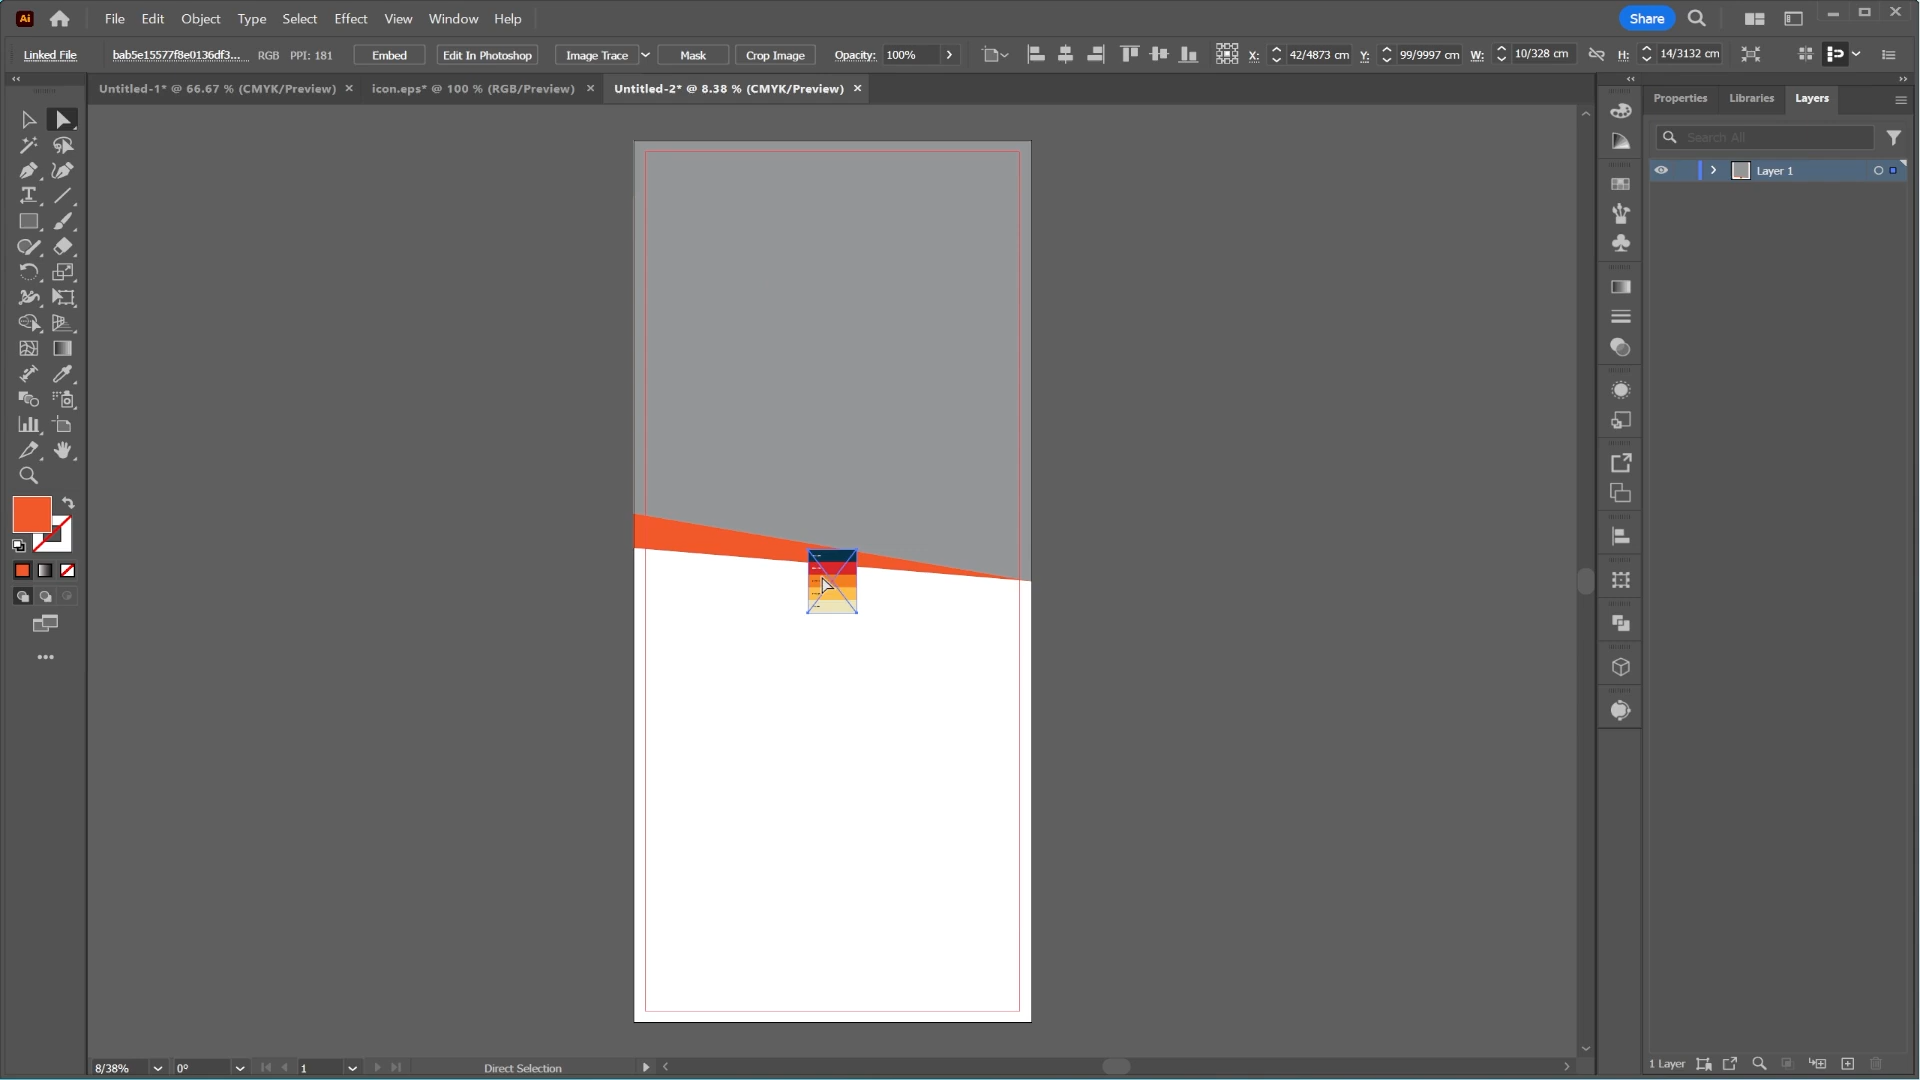 Ai File Edit Object Type Select Effect View Window Help Share
Linked File bab5e15577f8e0136df3... RGB PPI: 181 Embed Edit In Photoshop Image Trace Mask Crop Image Opacity: 100% X: 42/4873 cm Y: 99/9997 cm W: 10/328 cm H: 14/3132 cm
Untitled-1* @ 66.67 % (CMYK/Preview) × icon.eps* @ 100 % (RGB/Preview) × Untitled-2* @ 8.38 % (CMYK/Preview) ×
Properties Libraries Layers
Search All
Layer 1
8/38% 0° 1 Direct Selection
1 Layer